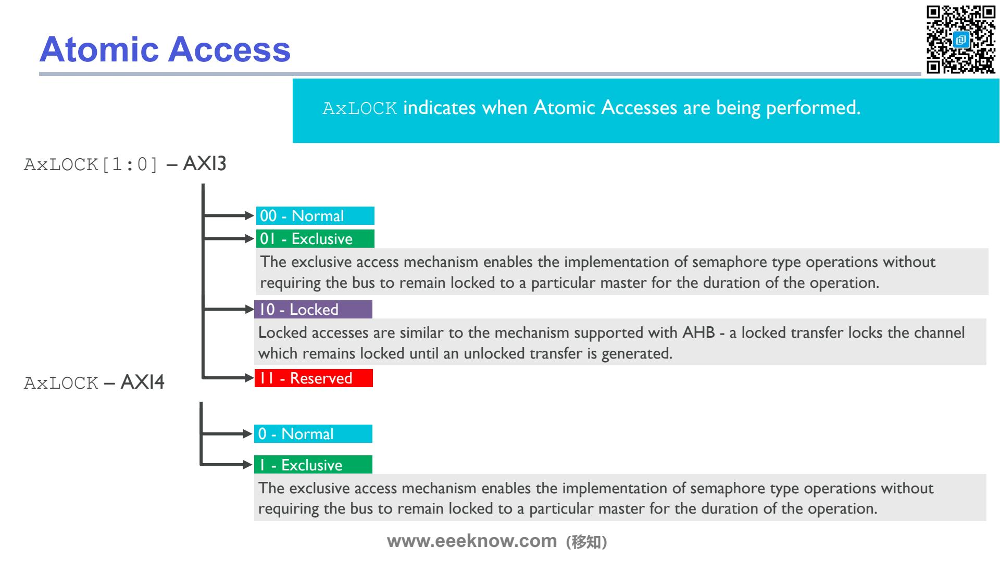 Atomic Access
AxLOCK indicates when Atomic Accesses are being performed.
AxLOCK[1:0] – AXI3
00 - Normal
01 - Exclusive
The exclusive access mechanism enables the implementation of semaphore type operations without
requiring the bus to remain locked to a particular master for the duration of the operation.
10 - Locked
Locked accesses are similar to the mechanism supported with AHB - a locked transfer locks the channel
which remains locked until an unlocked transfer is generated.
11 - Reserved
AxLOCK – AXI4
0 - Normal
1 - Exclusive
The exclusive access mechanism enables the implementation of semaphore type operations without
requiring the bus to remain locked to a particular master for the duration of the operation.
www.eeeknow.com (移知)